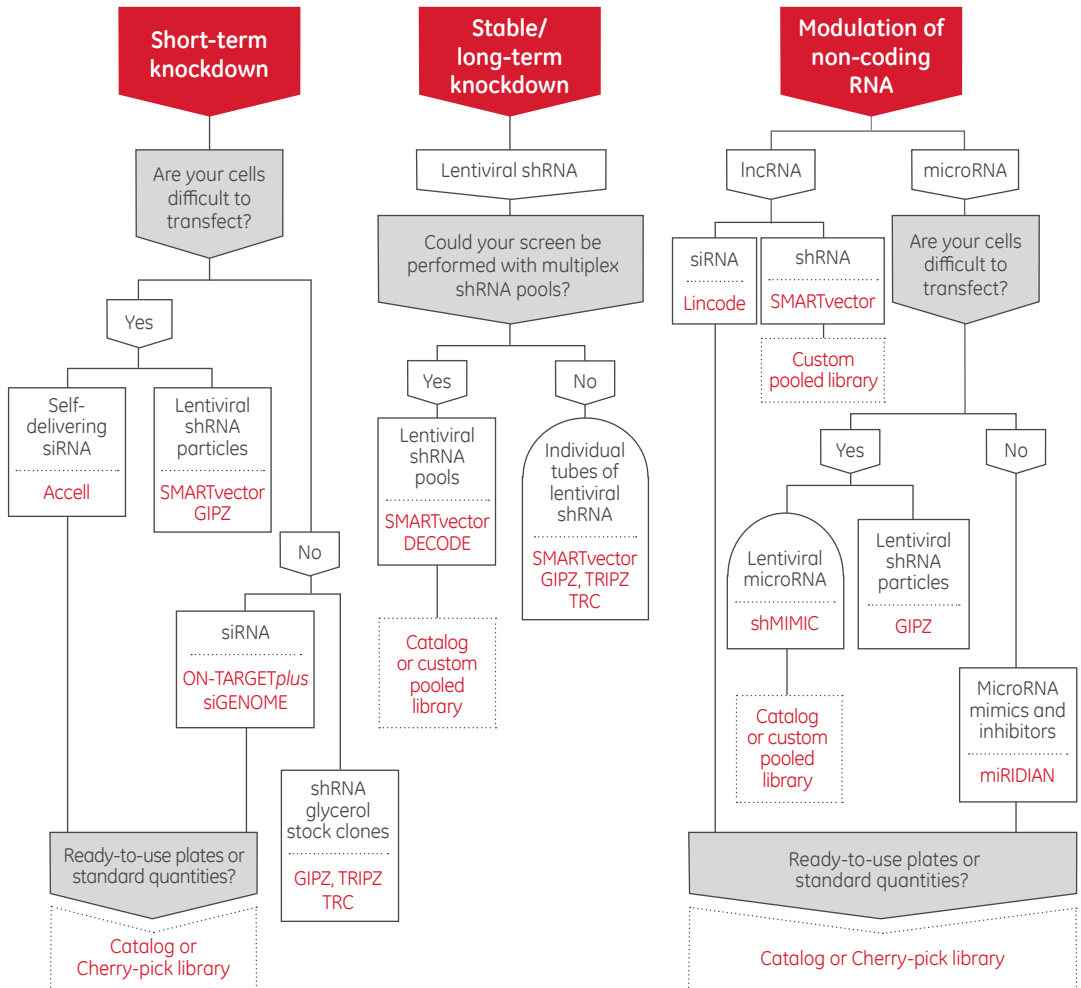 Short-term
knockdown
Are your cells
difficult to
transfect?
Yes
Self-
delivering
siRNA
Accell
Lentiviral
shRNA
particles
SMARTvector
GIPZ
No
siRNA
ON-TARGETplus
siGENOME
shRNA
glycerol
stock clones
GIPZ, TRIPZ
TRC
Ready-to-use plates or
standard quantities?
Catalog or
Cherry-pick library
Stable/
long-term
knockdown
Lentiviral shRNA
Could your screen be
performed with multiplex
shRNA pools?
Yes
Lentiviral
shRNA
pools
SMARTvector
DECODE
Catalog
or custom
pooled
library
No
Individual
tubes of
lentiviral
shRNA
SMARTvector
GIPZ, TRIPZ
TRC
Modulation of
non-coding
RNA
lncRNA
siRNA
Lincode
shRNA
SMARTvector
Custom
pooled library
microRNA
Are your cells
difficult to
transfect?
Yes
Lentiviral
microRNA
shMIMIC
Catalog
or custom
pooled
library
Lentiviral
shRNA
particles
GIPZ
No
MicroRNA
mimics and
inhibitors
miRIDIAN
Ready-to-use plates or
standard quantities?
Catalog or Cherry-pick library